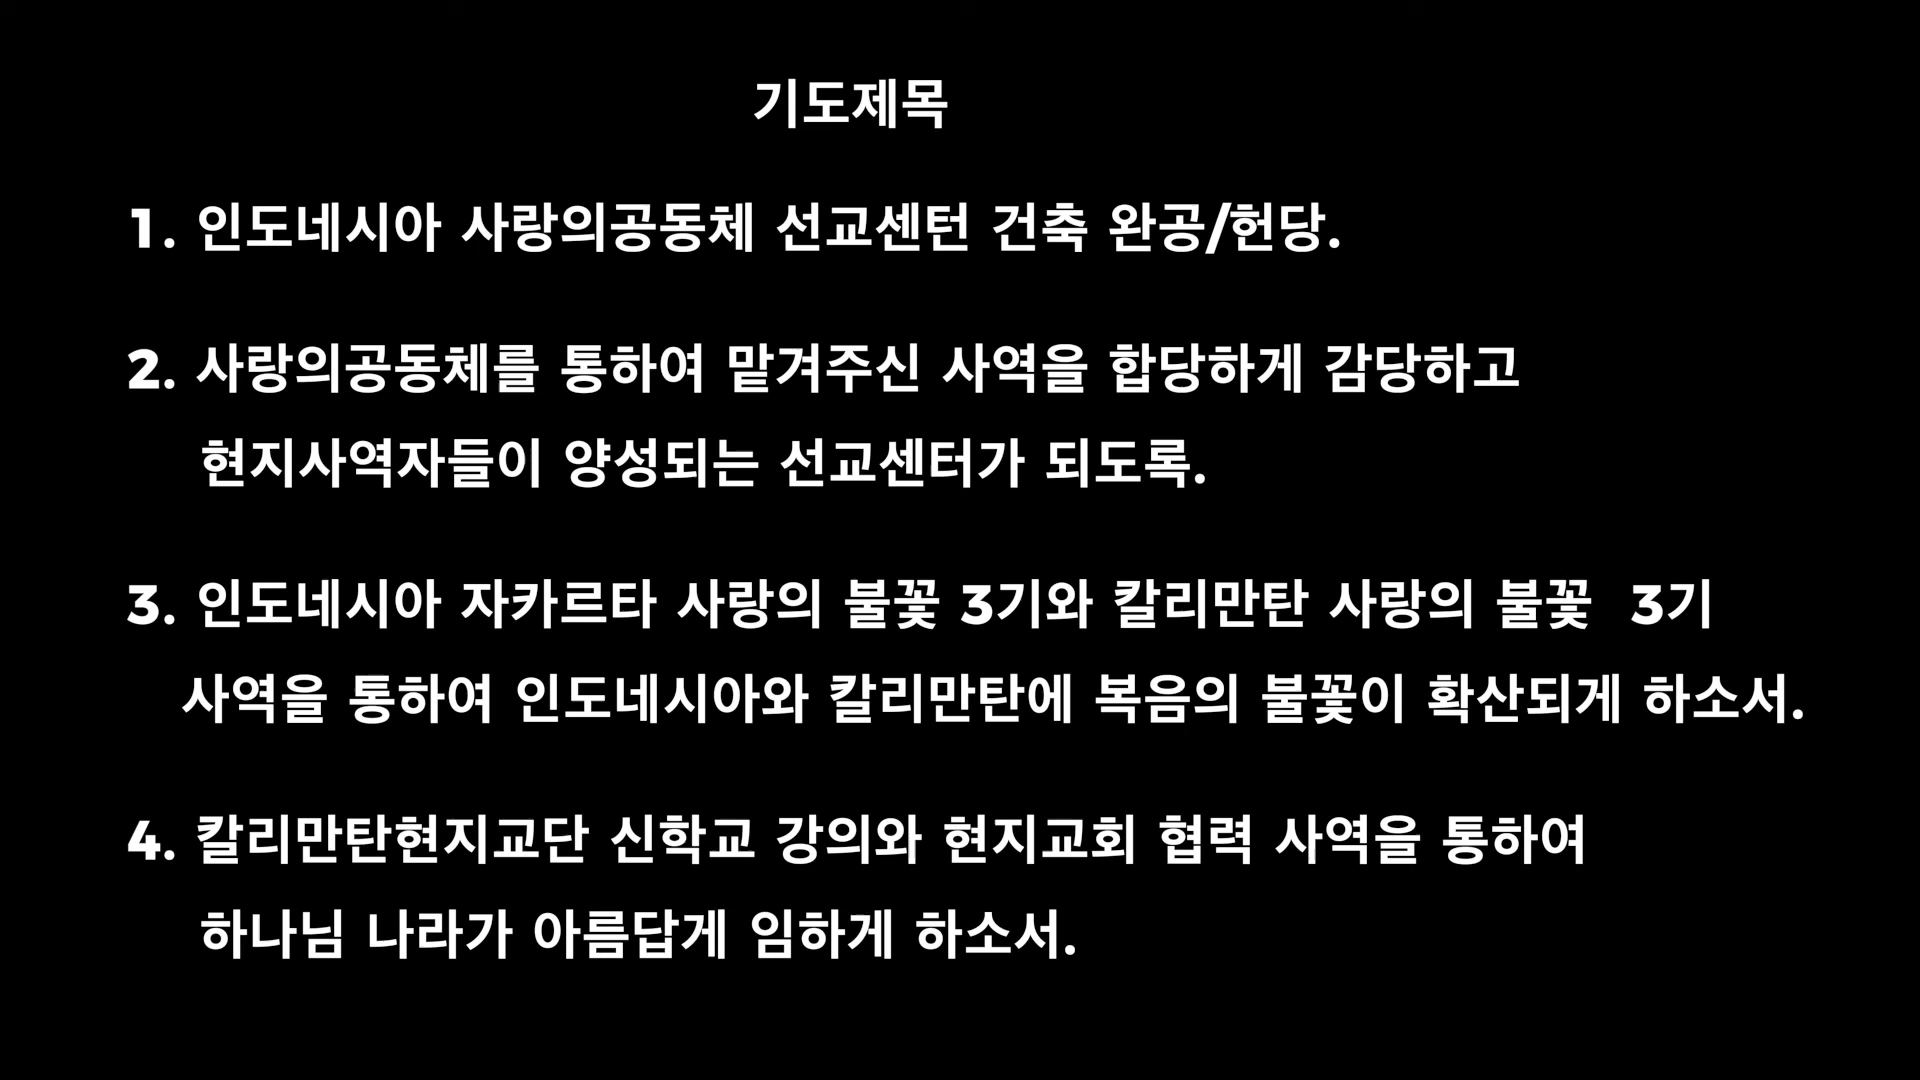 기도제목
1. 인도네시아 사랑의공동체 선교센턴 건축 완공/헌당.
2. 사랑의공동체를 통하여 맡겨주신 사역을 합당하게 감당하고
현지사역자들이 양성되는 선교센터가 되도록.
3. 인도네시아 자카르타 사랑의 불꽃 3기와 칼리만탄 사랑의 불꽃 3기
사역을 통하여 인도네시아와 칼리만탄에 복음의 불꽃이 확산되게 하소서.
4. 칼리만탄현지교단 신학교 강의와 현지교회 협력 사역을 통하여
하나님 나라가 아름답게 임하게 하소서.